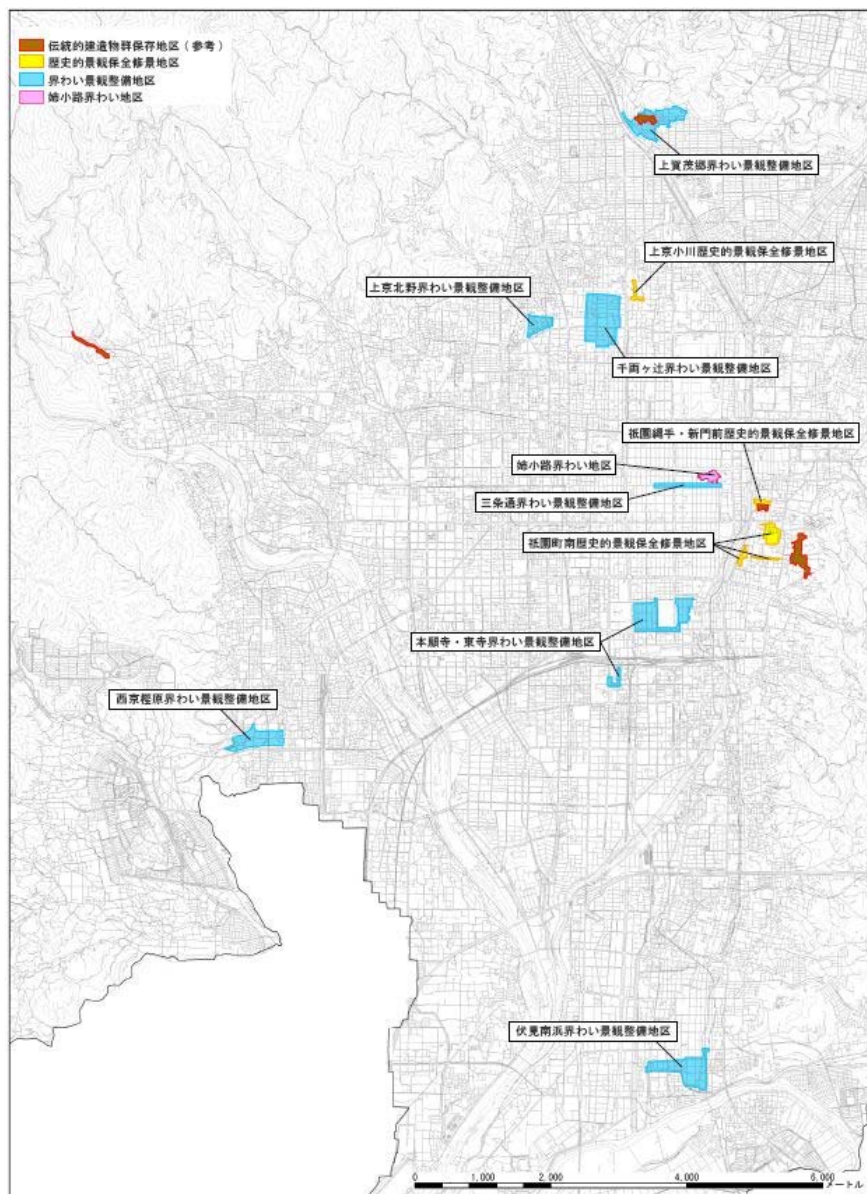 伝統的建造物群保存地区(参考)
歴史的景観保全修景地区
界わい景観整備地区
姉小路界わい地区
上賀茂郷界わい景観整備地区
上京小川歴史的景観保全修景地区
上京北野界わい景観整備地区
千両ヶ辻界わい景観整備地区
祇園縄手・新門前歴史的景観保全修景地区
姉小路界わい地区
三条通界わい景観整備地区
祇園町南歴史的景観保全修景地区
本願寺・東寺界わい景観整備地区
西京樫原界わい景観整備地区
伏見南浜界わい景観整備地区
0 1,000 2,000 4,000 6,000
メートル